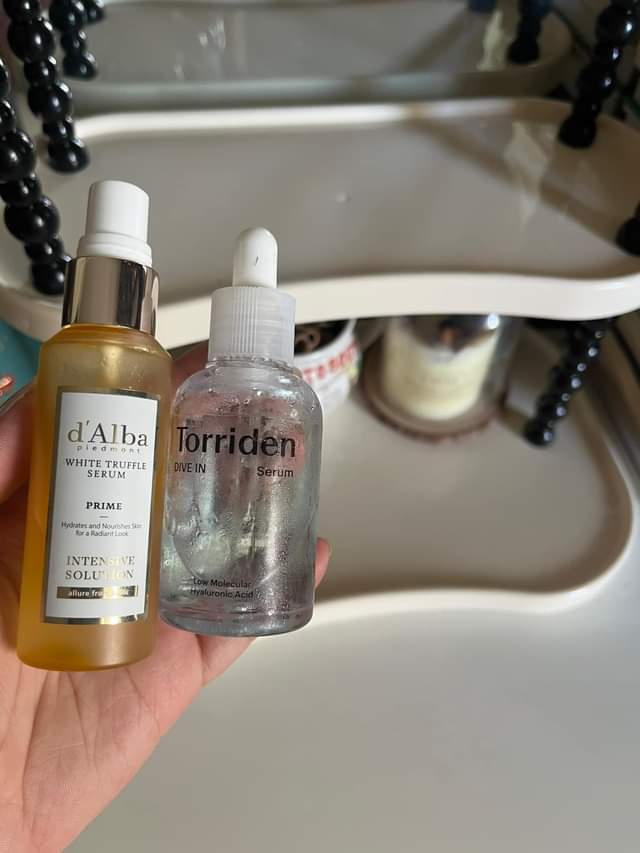 d'Alba
piedmont
WHITE TRUFFLE
SERUM
PRIME
Hydrates and Nourishes Skin
for a Radiant Look
INTENSIVE
SOLUTION
allure
Torriden
DIVE IN Serum
Low Molecular
Hyaluronic Acid